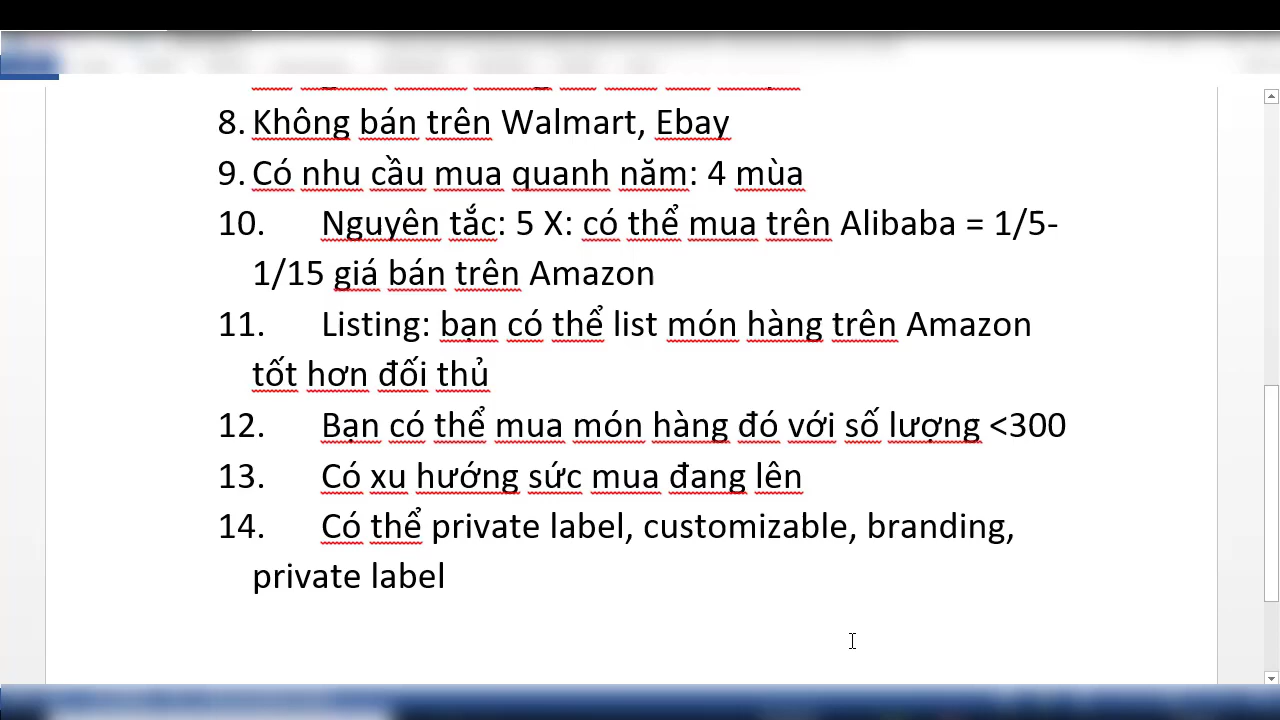 8. Không bán trên Walmart, Ebay
9. Có nhu cầu mua quanh năm: 4 mùa
10. Nguyên tắc: 5 X: có thể mua trên Alibaba = 1/5-
1/15 giá bán trên Amazon
11. Listing: bạn có thể list món hàng trên Amazon
tốt hơn đối thủ
12. Bạn có thể mua món hàng đó với số lượng <300
13. Có xu hướng sức mua đang lên
14. Có thể private label, customizable, branding,
private label